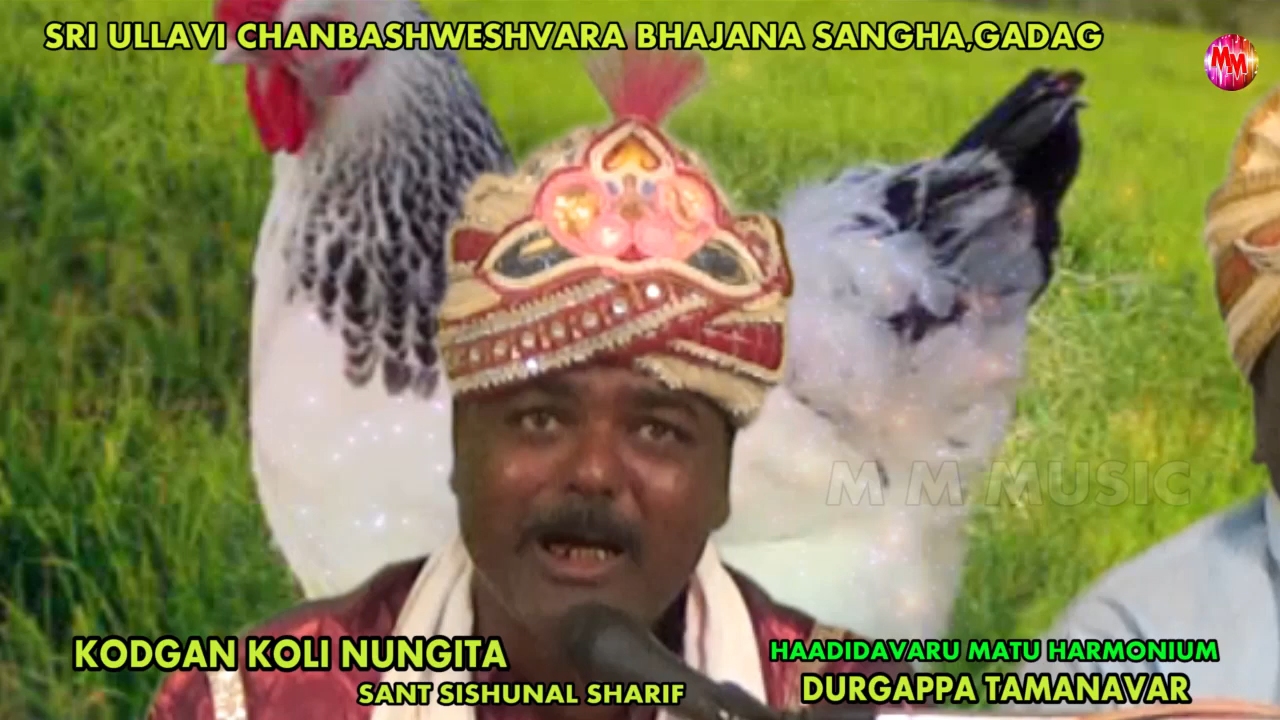 SRI ULLAVI CHANBASHWESHVARA BHAJANA SANGHA,GADAG
MM
M M MUSIC
KODGAN KOLI NUNGITA
SANT SISHUNAL SHARIF
HAADIDAVARU MATU HARMONIUM
DURGAPPA TAMANAVAR